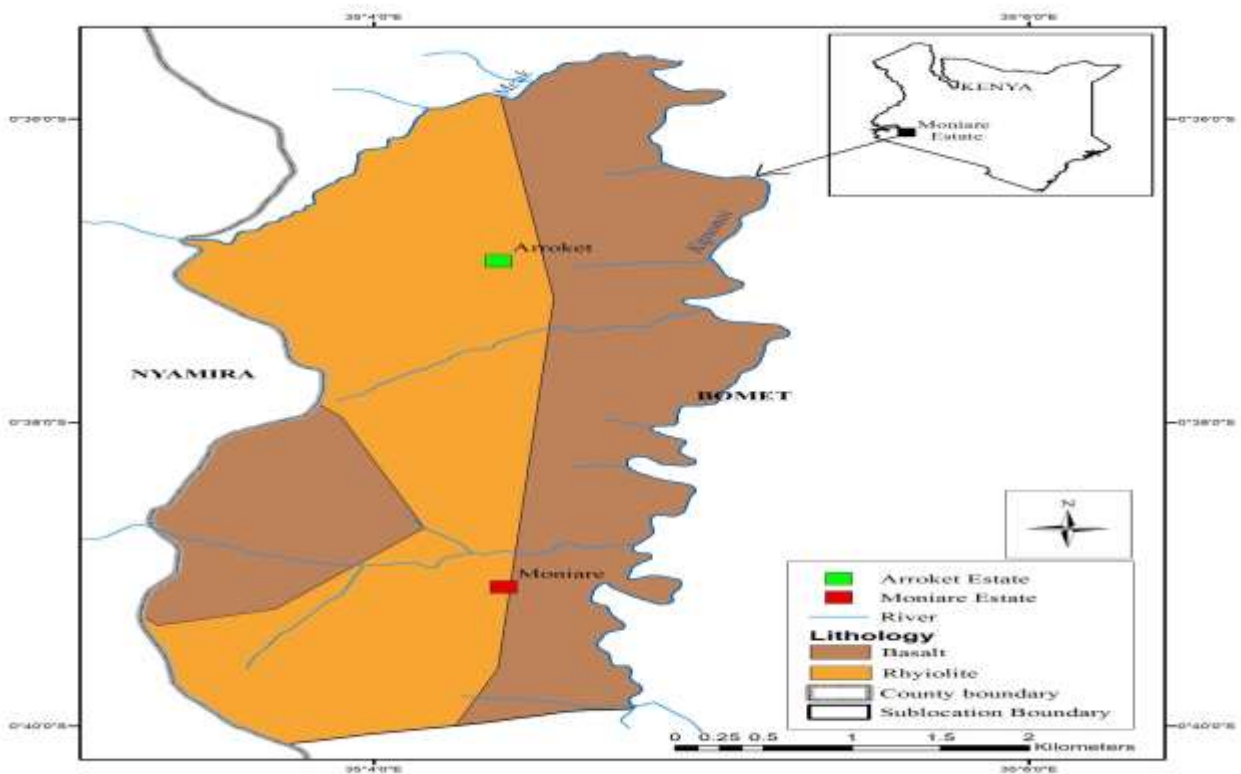 35°4'0"E 35°6'0"E
KENYA
Moniare
Estate
0°36'0"S 0°36'0"S
Arroket
NYAMIRA
BOMET
0°38'0"S 0°38'0"S
N
Moniare
Arroket Estate
Moniare Estate
River
Lithology
Basalt
Rhyiolite
County boundary
Sublocation Boundary
0°40'0"S 0°40'0"S
0 0.25 0.5 1 1.5 2
Kilometers
35°4'0"E 35°6'0"E